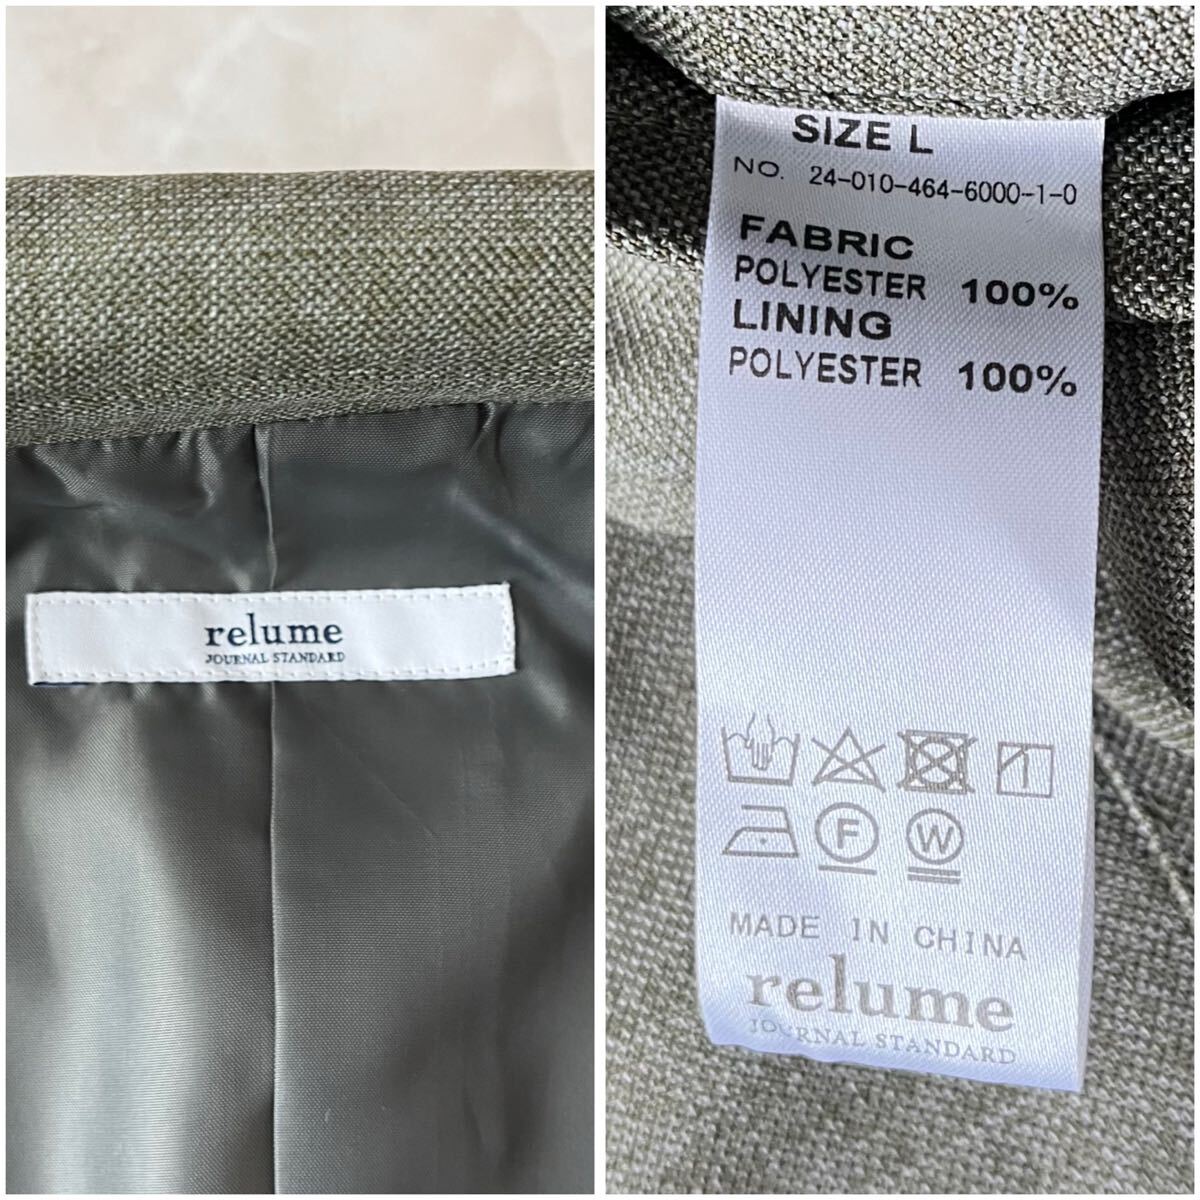 relume
JOURNAL STANDARD
SIZE L
NO. 24-010-464-6000-1-0
FABRIC
POLYESTER 100%
LINING
POLYESTER 100%
F
W
MADE IN CHINA
relume
JOURNAL STANDARD